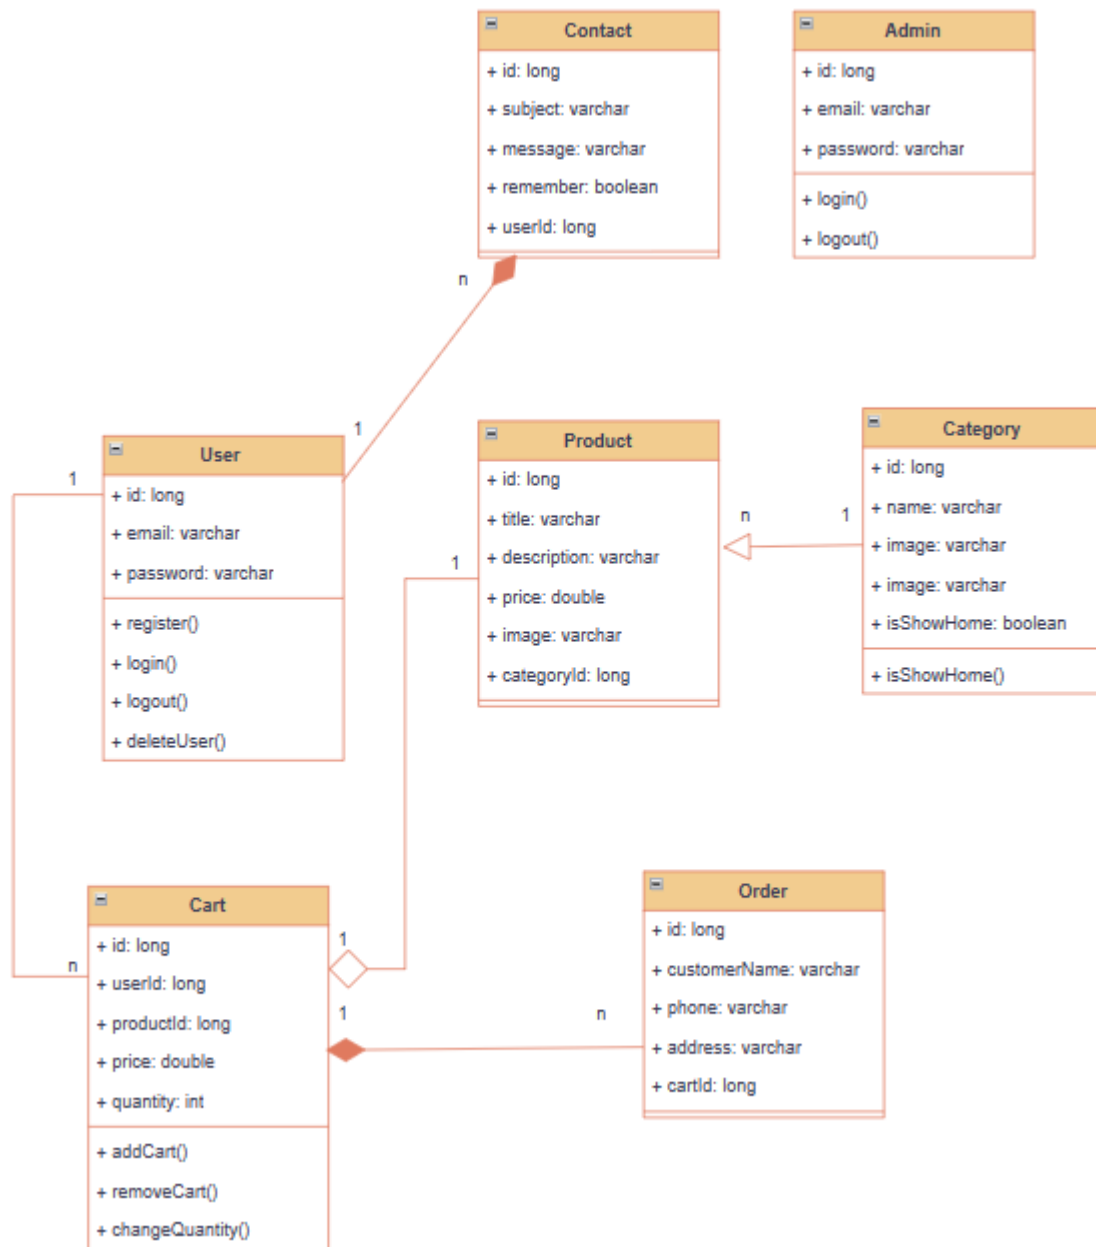 Contact
+ id: long
+ subject: varchar
+ message: varchar
+ remember: boolean
+ userId: long
Admin
+ id: long
+ email: varchar
+ password: varchar
+ login()
+ logout()
n
1
User
+ id: long
+ email: varchar
+ password: varchar
+ register()
+ login()
+ logout()
+ deleteUser()
1
n
Product
+ id: long
+ title: varchar
+ description: varchar
+ price: double
+ image: varchar
+ categoryId: long
1
n
1
Category
+ id: long
+ name: varchar
+ image: varchar
+ image: varchar
+ isShowHome: boolean
+ isShowHome()
Cart
+ id: long
+ userId: long
+ productId: long
+ price: double
+ quantity: int
+ addCart()
+ removeCart()
+ changeQuantity()
1
1
n
Order
+ id: long
+ customerName: varchar
+ phone: varchar
+ address: varchar
+ cartId: long